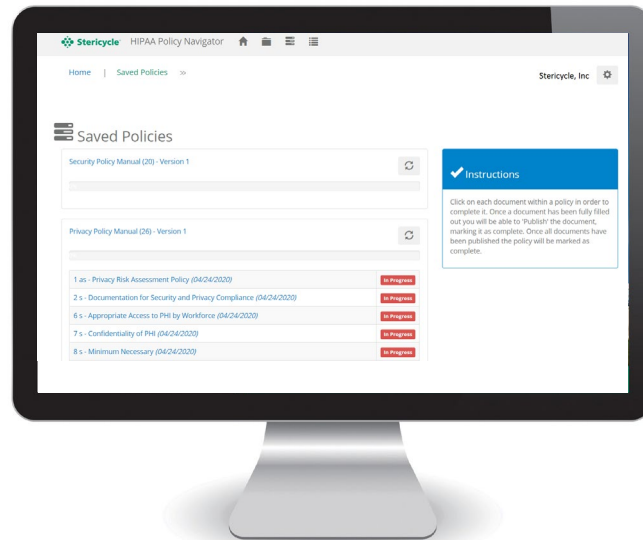 Stericycle HIPAA Policy Navigator
Home | Saved Policies »
Stericycle, Inc
Saved Policies
Security Policy Manual (20) - Version 1
Instructions
Click on each document within a policy in order to
complete it. Once a document has been fully filled
out you will be able to 'Publish' the document,
marking it as complete. Once all documents have
been published the policy will be marked as
complete.
Privacy Policy Manual (26) - Version 1
1 as - Privacy Risk Assessment Policy (04/24/2020) In Progress
2 s - Documentation for Security and Privacy Compliance (04/24/2020) In Progress
6 s - Appropriate Access to PHI by Workforce (04/24/2020) In Progress
7 s - Confidentiality of PHI (04/24/2020) In Progress
8 s - Minimum Necessary (04/24/2020) In Progress